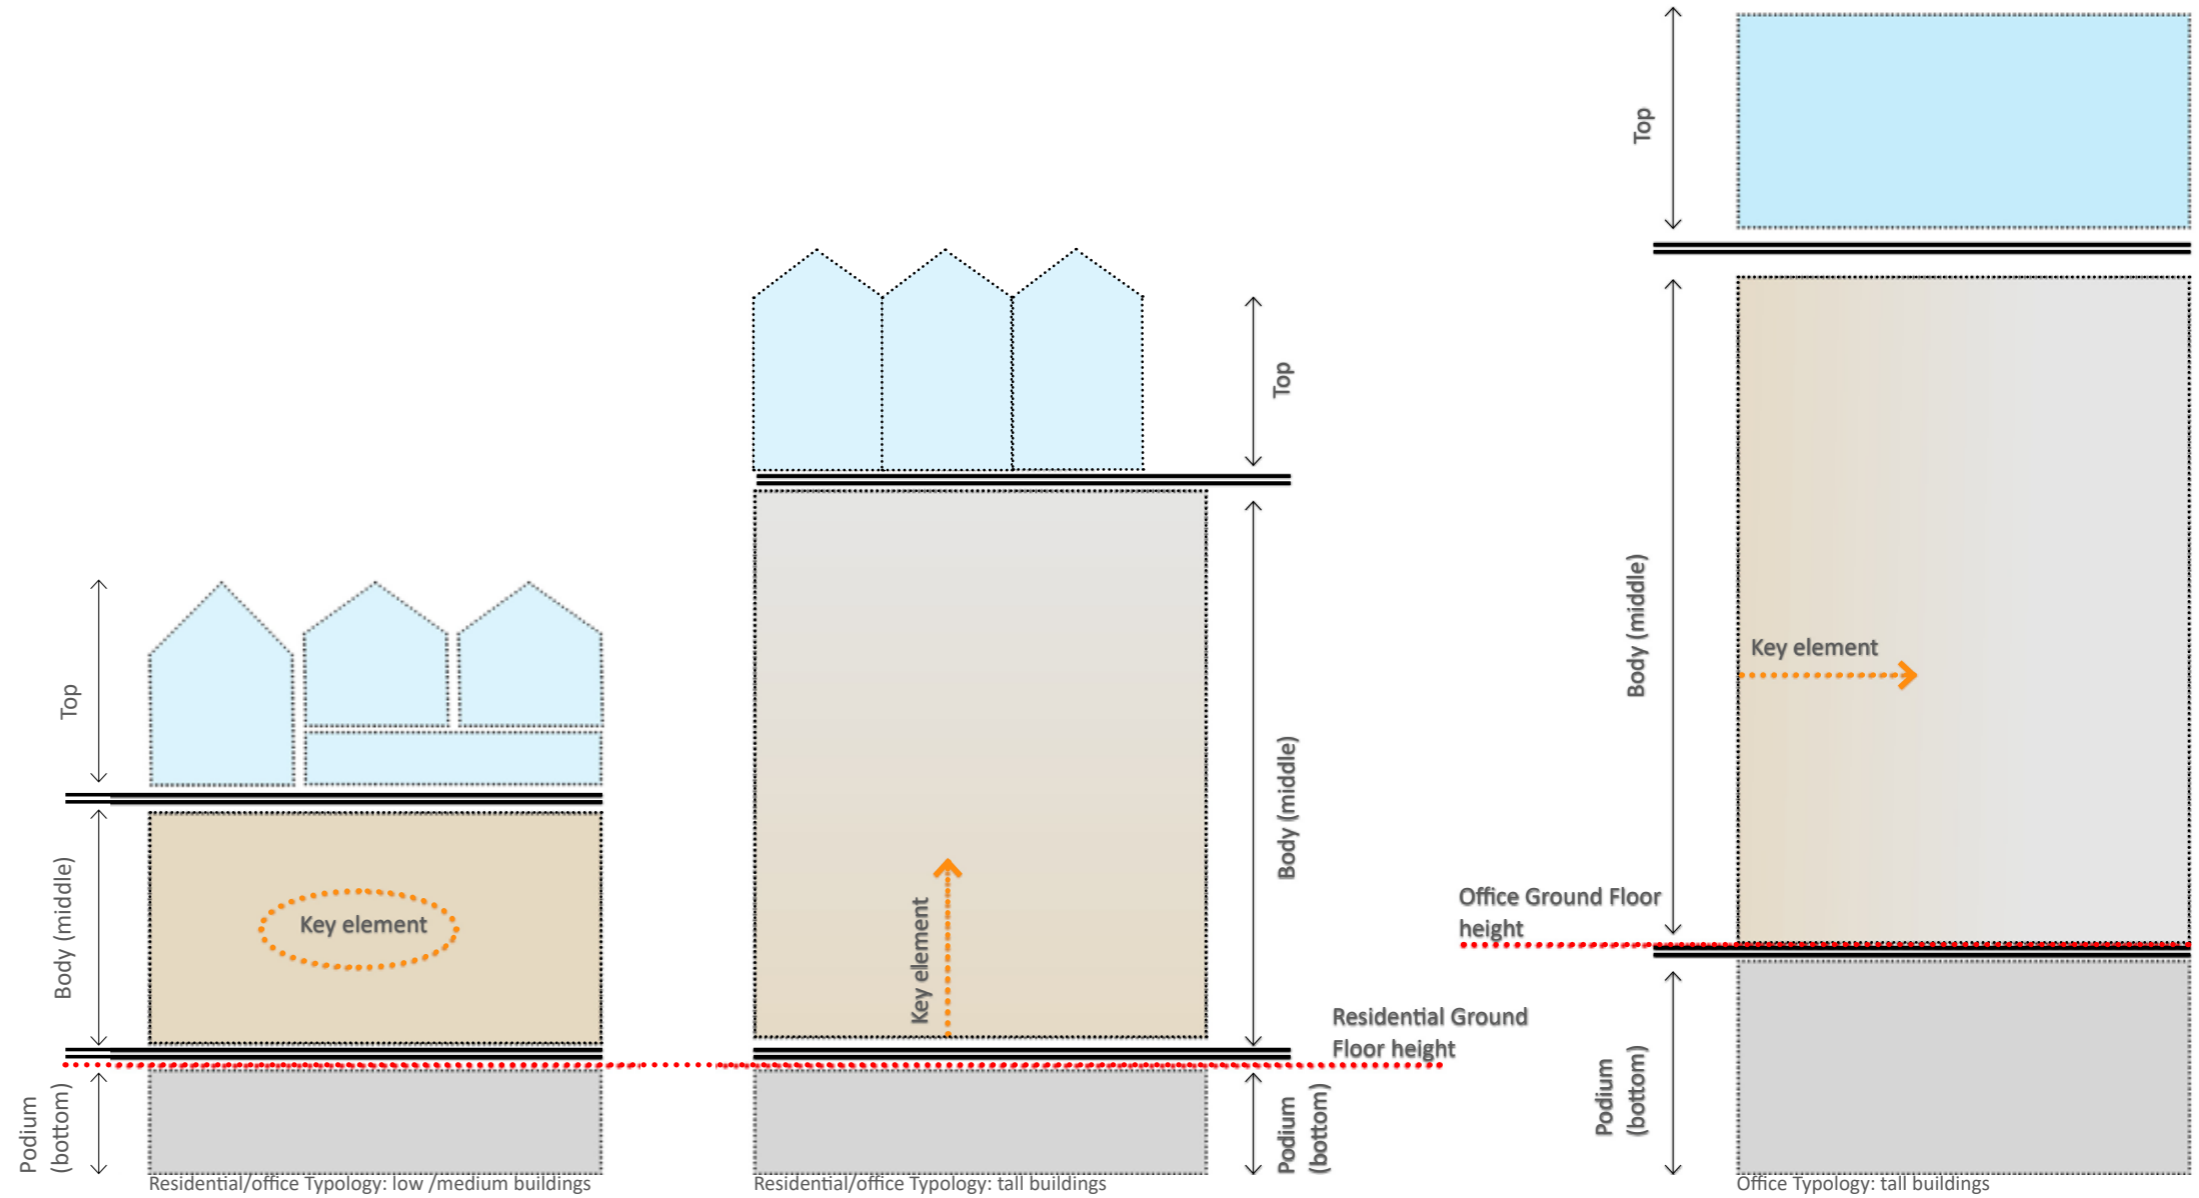 Top
Body (middle)
Key element
Podium
(bottom)
Residential/office Typology: low /medium buildings
Top
Body (middle)
Key element
Residential Ground
Floor height
Podium
(bottom)
Residential/office Typology: tall buildings
Top
Body (middle)
Key element
Office Ground Floor
height
Podium
(bottom)
Office Typology: tall buildings